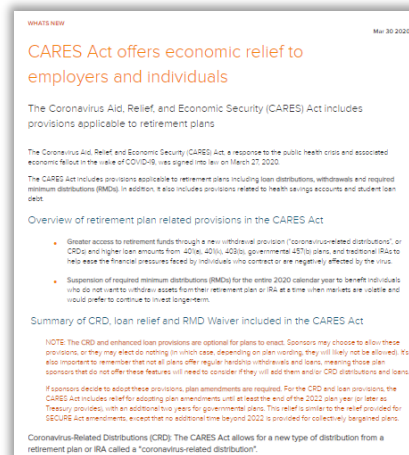 WHATS NEW
Mar 30 2020
CARES Act offers economic relief to
employers and individuals
The Coronavirus Aid, Relief, and Economic Security (CARES) Act includes
provisions applicable to retirement plans
The Coronavirus Aid, Relief, and Economic Security (CARES) Act, a response to the public health crisis and associated
economic fallout in the wake of COVID-19, was signed into law on March 27, 2020.
The CARES Act includes provisions applicable to retirement plans including loan distributions, withdrawals and required
minimum distributions (RMDs). In addition, it also includes provisions related to health savings accounts and student loan
debt.
Overview of retirement plan related provisions in the CARES Act
Greater access to retirement funds through a new withdrawal provision ("coronavirus-related distributions", or
CRDs) and higher loan amounts from 401(a), 401(k), 403(b), governmental 457(b) plans, and traditional IRAs to
help ease the financial pressures faced by individuals who contract or are negatively affected by the virus.
Suspension of required minimum distributions (RMDs) for the entire 2020 calendar year to benefit individuals
who do not want to withdraw assets from their retirement plan or IRA at a time when markets are volatile and
would prefer to continue to invest longer-term.
Summary of CRD, loan relief and RMD Waiver included in the CARES Act
NOTE: The CRD and enhanced loan provisions are optional for plans to enact. Sponsors may choose to allow these
provisions, or they may elect do nothing (in which case, depending on plan wording, they will likely not be allowed). It's
also important to remember that not all plans offer regular hardship withdrawals and loans, meaning those plan
sponsors that do not offer these features will need to consider if they will add them and/or CRD distributions and loans.
If sponsors decide to adopt these provisions, plan amendments are required. For the CRD and loan provisions, the
CARES Act includes relief for adopting plan amendments until at least the end of the 2022 plan year (or later as
Treasury provides), with an additional two years for governmental plans. This relief is similar to the relief provided for
SECURE Act amendments, except that no additional time beyond 2022 is provided for collectively bargained plans.
Coronavirus-Related Distributions (CRD): The CARES Act allows for a new type of distribution from a
retirement plan or IRA called a "coronavirus-related distribution".